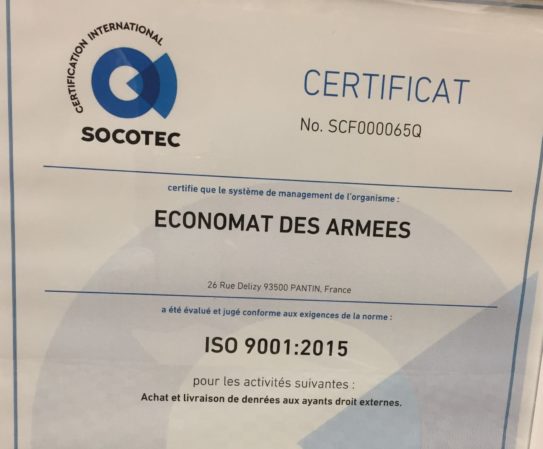 CERTIFICATION INTERNATIONAL
SOCOTEC
CERTIFICAT
No. SCF000065Q
certifie que le système de management de l'organisme :
ECONOMAT DES ARMEES
26 Rue Delizy 93500 PANTIN, France
a été évalué et jugé conforme aux exigences de la norme :
ISO 9001:2015
pour les activités suivantes :
Achat et livraison de denrées aux ayants droit externes.